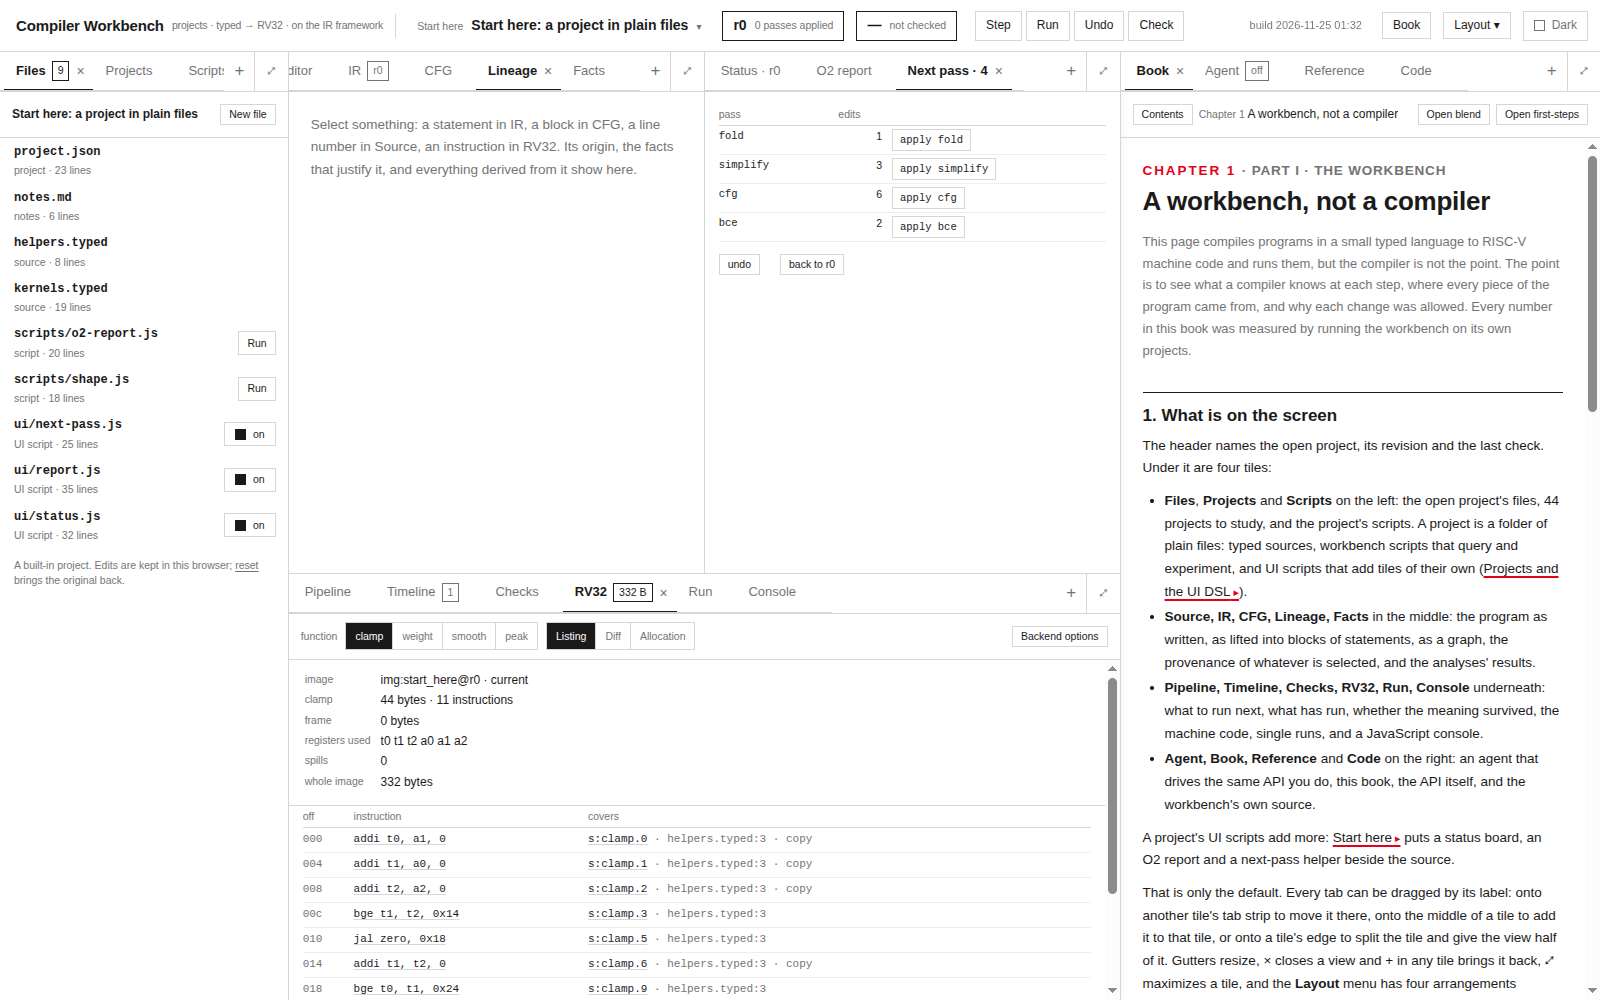 Compiler Workbench projects · typed → RV32 · on the IR framework Start here Start here: a project in plain files ▾ r0 0 passes applied — not checked Step Run Undo Check build 2026-11-25 01:32 Book Layout ▾ Dark
Files 9 × Projects Scripts + ⤢
Start here: a project in plain files New file
project.json
project · 23 lines
notes.md
notes · 6 lines
helpers.typed
source · 8 lines
kernels.typed
source · 19 lines
scripts/o2-report.js
script · 20 lines
Run
scripts/shape.js
script · 18 lines
Run
ui/next-pass.js
UI script · 25 lines
on
ui/report.js
UI script · 35 lines
on
ui/status.js
UI script · 32 lines
on
A built-in project. Edits are kept in this browser; reset
brings the original back.
ditor IR r0 CFG Lineage × Facts + ⤢
Select something: a statement in IR, a block in CFG, a line
number in Source, an instruction in RV32. Its origin, the facts
that justify it, and everything derived from it show here.
Status · r0 O2 report Next pass · 4 × + ⤢
pass edits
fold 1 apply fold
simplify 3 apply simplify
cfg 6 apply cfg
bce 2 apply bce
undo back to r0
Pipeline Timeline 1 Checks RV32 332 B × Run Console + ⤢
function clamp weight smooth peak Listing Diff Allocation Backend options
image img:start_here@r0 · current
clamp 44 bytes · 11 instructions
frame 0 bytes
registers used t0 t1 t2 a0 a1 a2
spills 0
whole image 332 bytes
off instruction covers
000 addi t0, a1, 0 s:clamp.0 · helpers.typed:3 · copy
004 addi t1, a0, 0 s:clamp.1 · helpers.typed:3 · copy
008 addi t2, a2, 0 s:clamp.2 · helpers.typed:3 · copy
00c bge t1, t2, 0x14 s:clamp.3 · helpers.typed:3
010 jal zero, 0x18 s:clamp.5 · helpers.typed:3
014 addi t1, t2, 0 s:clamp.6 · helpers.typed:3 · copy
018 bge t0, t1, 0x24 s:clamp.9 · helpers.typed:3
Book × Agent off Reference Code + ⤢
Contents Chapter 1 A workbench, not a compiler Open blend Open first-steps
CHAPTER 1 · PART I · THE WORKBENCH
A workbench, not a compiler
This page compiles programs in a small typed language to RISC-V
machine code and runs them, but the compiler is not the point. The point
is to see what a compiler knows at each step, where every piece of the
program came from, and why each change was allowed. Every number
in this book was measured by running the workbench on its own
projects.
1. What is on the screen
The header names the open project, its revision and the last check.
Under it are four tiles:
• Files, Projects and Scripts on the left: the open project's files, 44
projects to study, and the project's scripts. A project is a folder of
plain files: typed sources, workbench scripts that query and
experiment, and UI scripts that add tiles of their own (Projects and
the UI DSL ▸).
• Source, IR, CFG, Lineage, Facts in the middle: the program as
written, as lifted into blocks of statements, as a graph, the
provenance of whatever is selected, and the analyses' results.
• Pipeline, Timeline, Checks, RV32, Run, Console underneath:
what to run next, what has run, whether the meaning survived, the
machine code, single runs, and a JavaScript console.
• Agent, Book, Reference and Code on the right: an agent that
drives the same API you do, this book, the API itself, and the
workbench's own source.
A project's UI scripts add more: Start here ▸ puts a status board, an
O2 report and a next-pass helper beside the source.
That is only the default. Every tab can be dragged by its label: onto
another tile's tab strip to move it there, onto the middle of a tile to add
it to that tile, or onto a tile's edge to split the tile and give the view half
of it. Gutters resize, × closes a view and + in any tile brings it back, ⤢
maximizes a tile, and the Layout menu has four arrangements